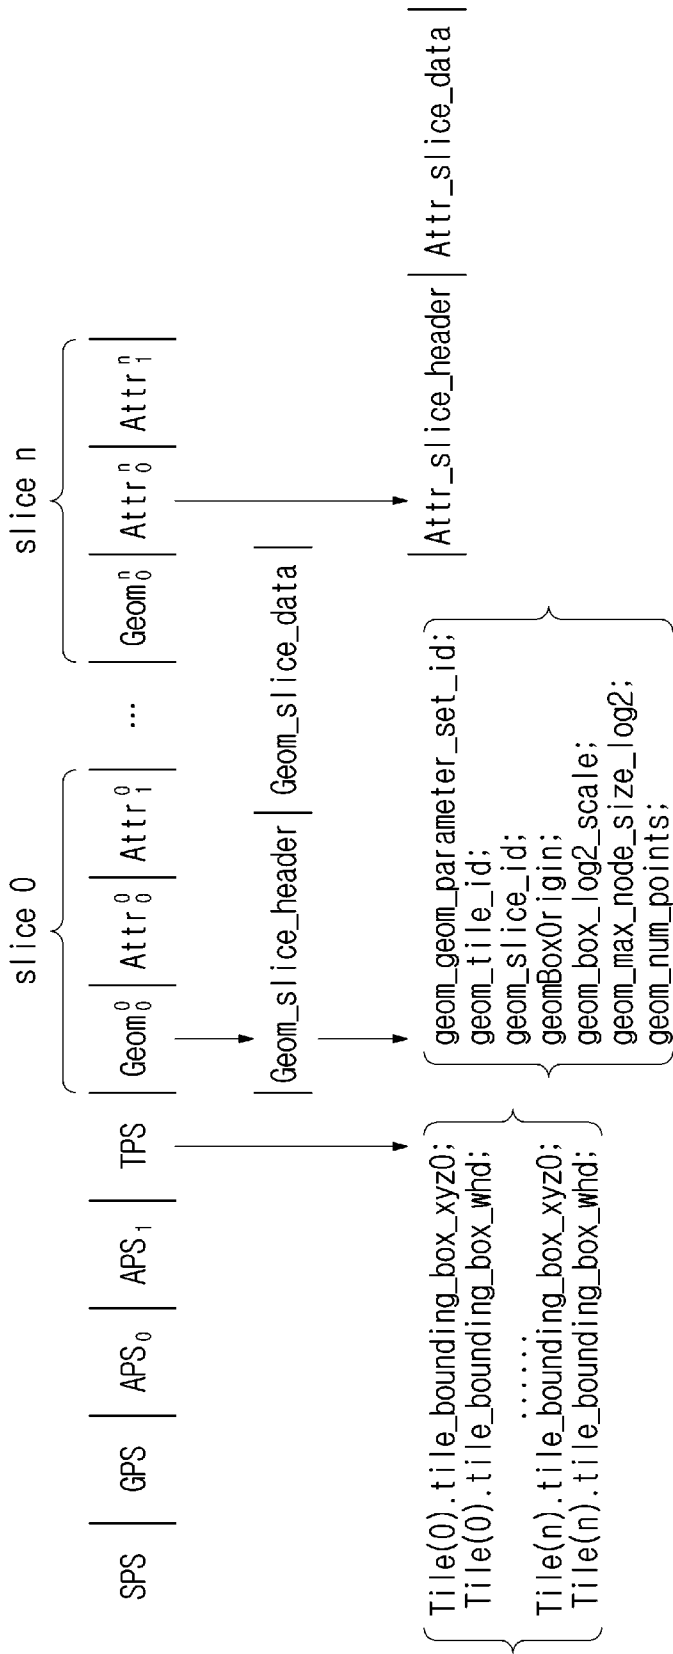 slice 0 slice n
SPS | GPS | APS₀ | APS₁ | TPS | Geom₀⁰ | Attr₀⁰ | Attr₁⁰ | ... | Geom₀ⁿ | Attr₀ⁿ | Attr₁ⁿ |
| Geom_slice_header | Geom_slice_data |
| Attr_slice_header | Attr_slice_data |
Tile(0).tile_bounding_box_xyz0;
Tile(0).tile_bounding_box_whd;
.......
Tile(n).tile_bounding_box_xyz0;
Tile(n).tile_bounding_box_whd;
geom_geom_parameter_set_id;
geom_tile_id;
geom_slice_id;
geomBoxOrigin;
geom_box_log2_scale;
geom_max_node_size_log2;
geom_num_points;